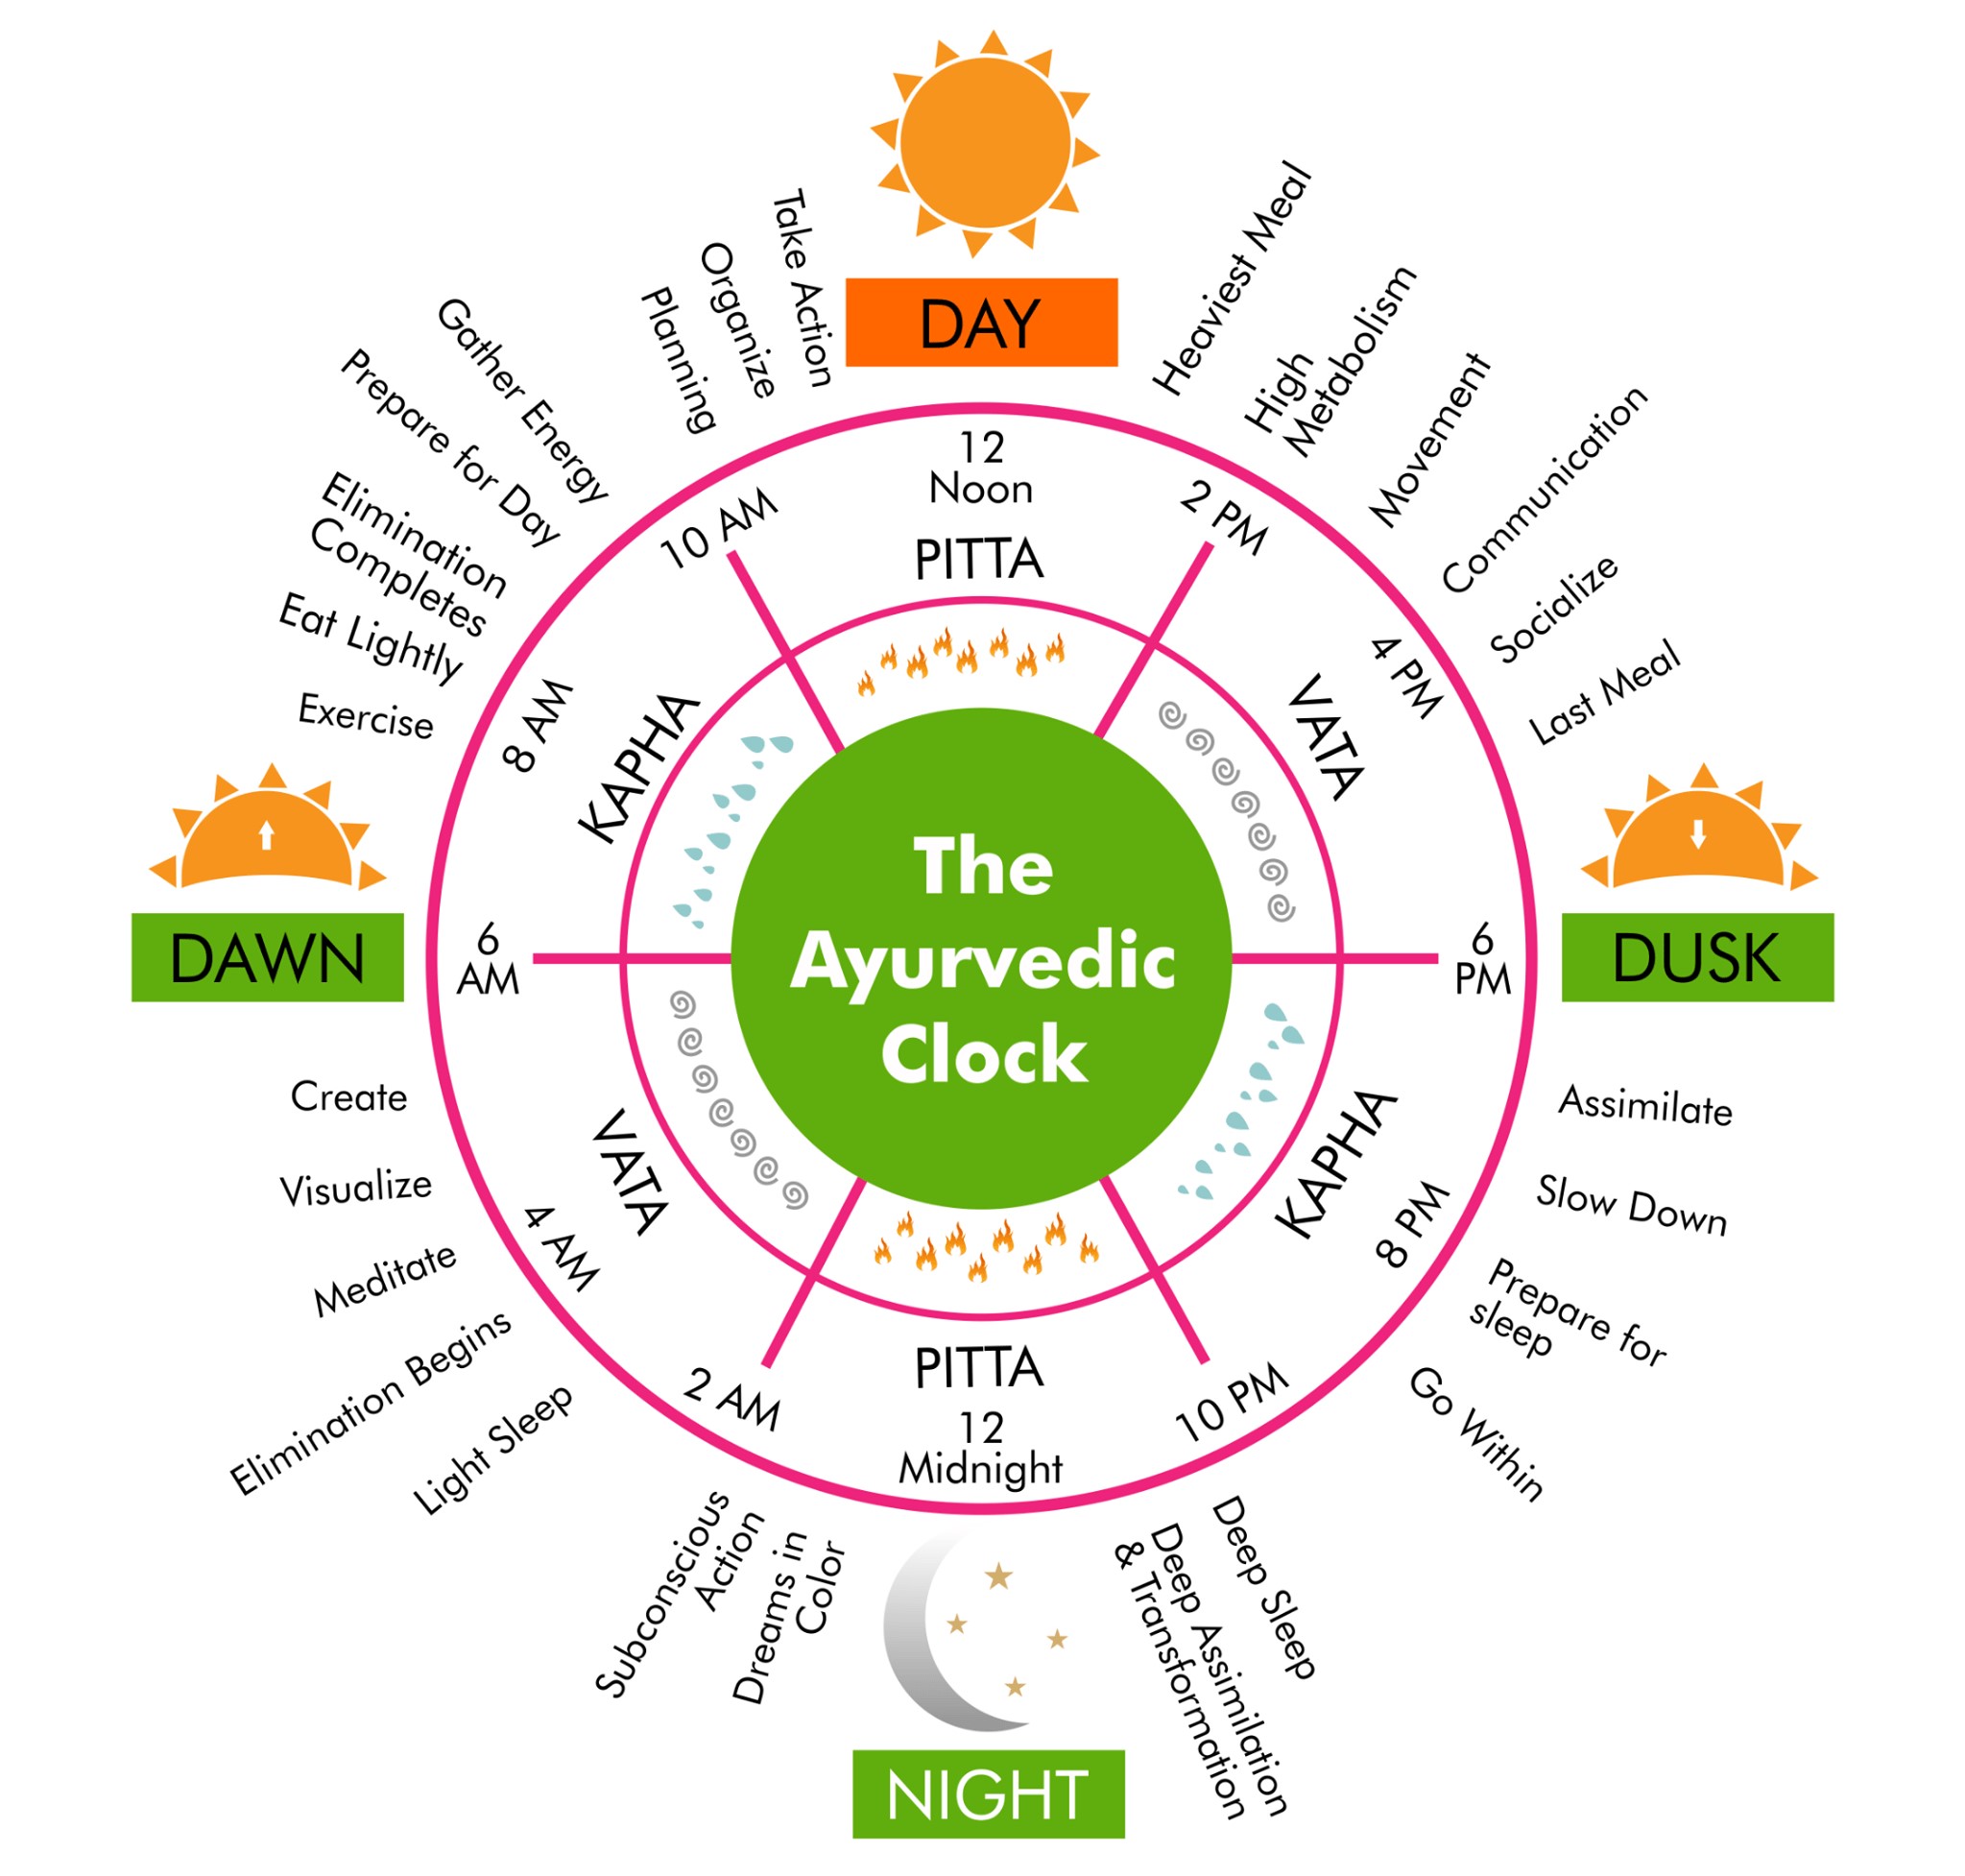 DAY
Take Action
Organize
Planning
Gather Energy
Prepare for Day
Elimination
Completes
Eat Lightly
Exercise
Heaviest Meal
High
Metabolism
Movement
Communication
Socialize
Last Meal
12
Noon
PITTA
10 AM
2 PM
8 AM
KAPHA
VATA
4 PM
The
Ayurvedic
Clock
DAWN
6
AM
6
PM
DUSK
Create
Visualize
Meditate
Elimination Begins
Light Sleep
VATA
4 AM
2 AM
KAPHA
8 PM
10 PM
PITTA
12
Midnight
Assimilate
Slow Down
Prepare for
sleep
Go Within
Subconscious
Action
Dreams in
Color
Deep Sleep
Deep Assimilation
& Transformation
NIGHT